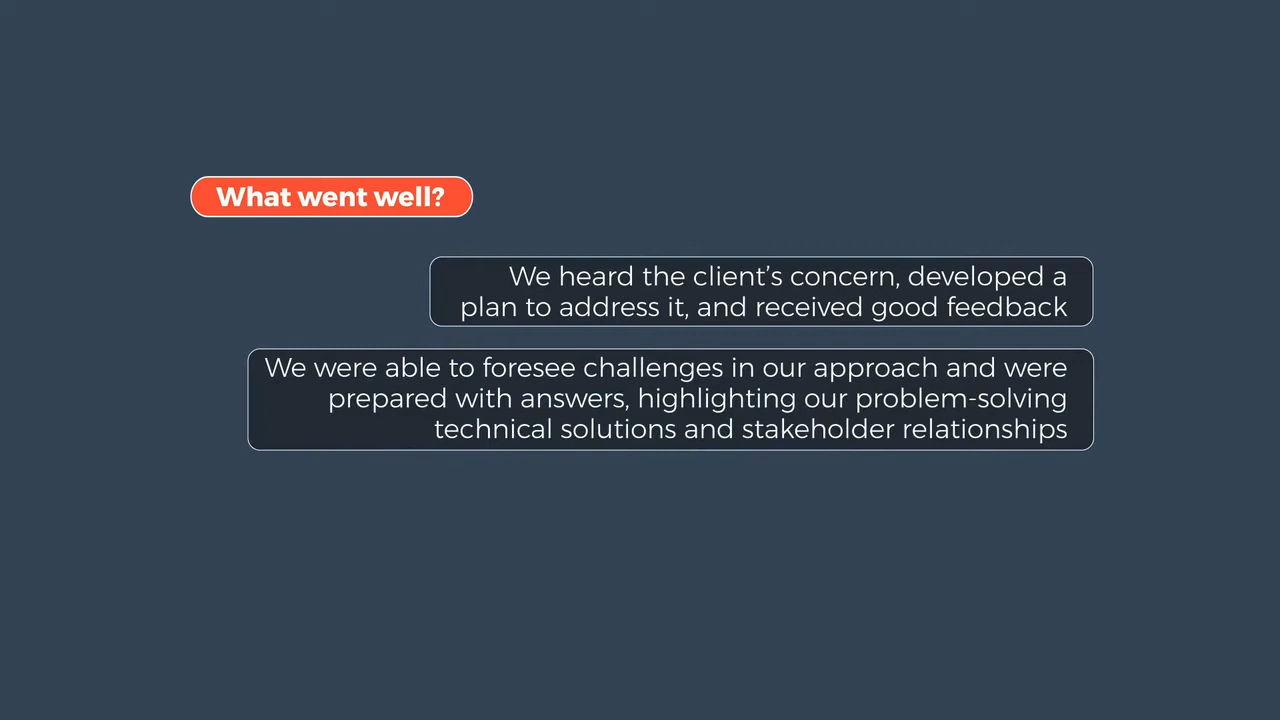 What went well?
We heard the client’s concern, developed a
plan to address it, and received good feedback
We were able to foresee challenges in our approach and were
prepared with answers, highlighting our problem-solving
technical solutions and stakeholder relationships